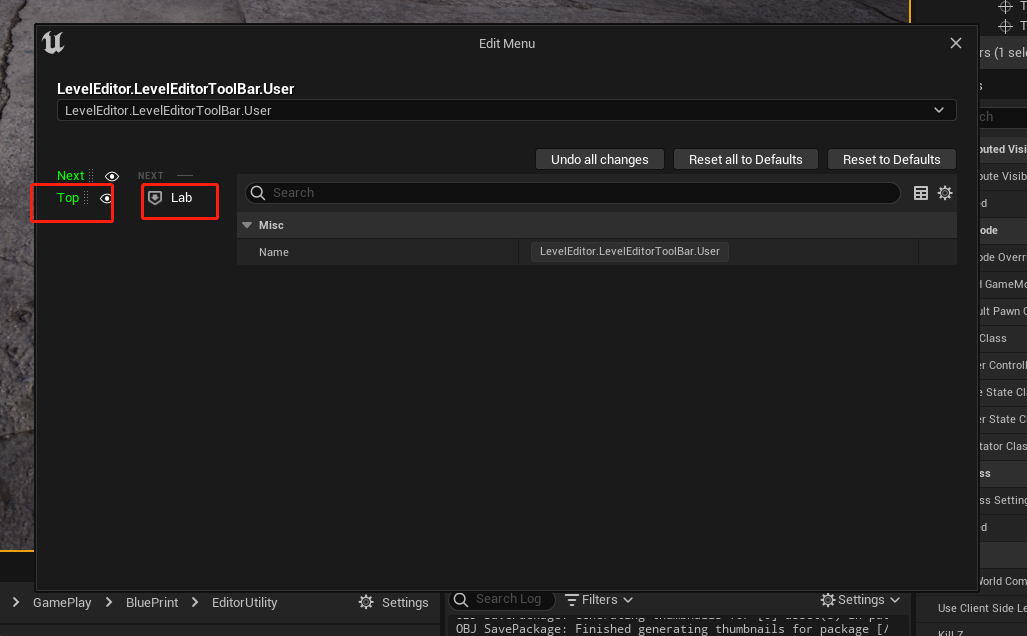 Edit Menu
rs (1 sel
LevelEditor.LevelEditorToolBar.User
LevelEditor.LevelEditorToolBar.User
ch
Undo all changes
Reset all to Defaults
Reset to Defaults
puted Visi
Next
NEXT
pute Visib
Top
Lab
Search
Misc
ode
Name
LevelEditor.LevelEditorToolBar.User
ode Overr
GameMo
ult Pawn C
Class
er Controll
e State Cl
er State C
tator Clas
ss
ss Setting
World Com
GamePlay
BluePrint
EditorUtility
Settings
Search Log
Filters
Settings
Use Client Side Le
OBJ SavePackage: Finished generating thumbnails for package [/
Kill Z